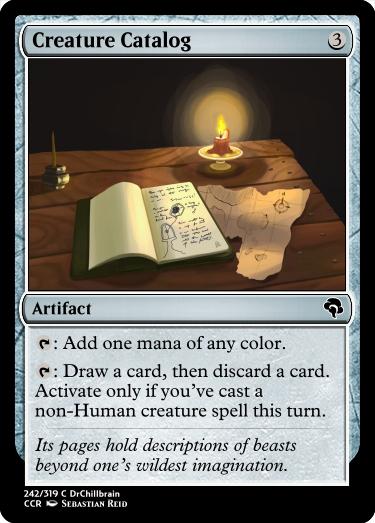 Creature Catalog 3
Artifact
: Add one mana of any color.
: Draw a card, then discard a card.
Activate only if you've cast a
non-Human creature spell this turn.
Its pages hold descriptions of beasts
beyond one's wildest imagination.
242/319 C DrChillbrain
CCR Sebastian Reid